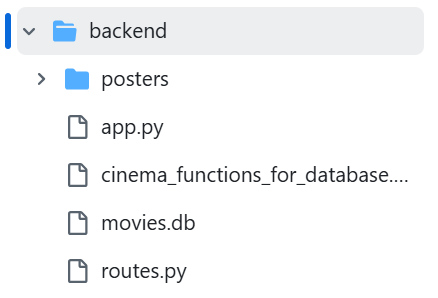 backend
posters
app.py
cinema_functions_for_database....
movies.db
routes.py